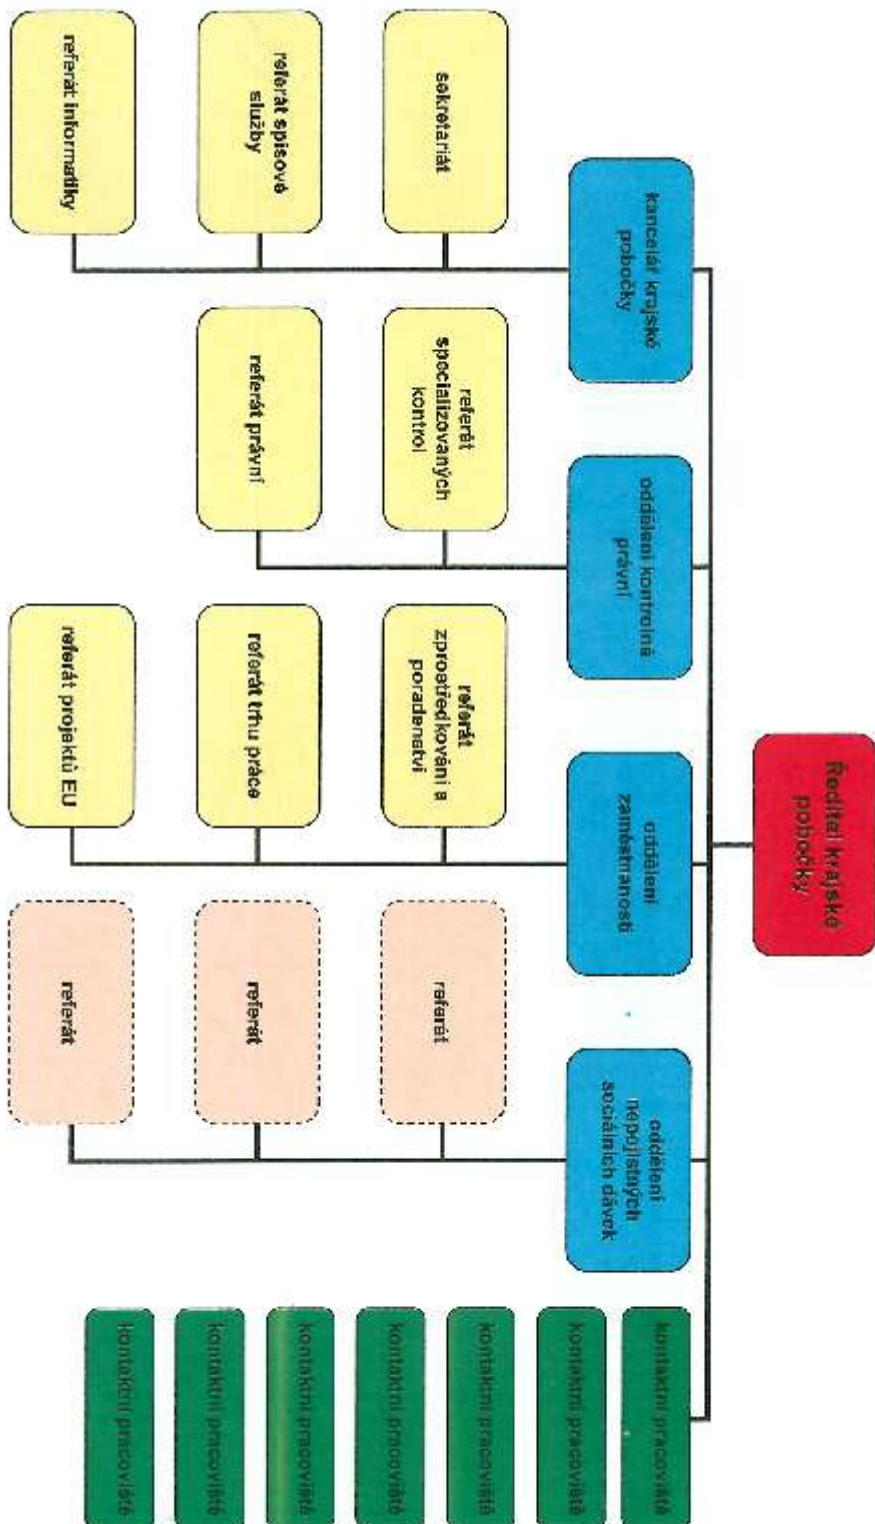 Ředitel krajské
pobočky
kancelář krajské
pobočky
oddělení kontrolně
právní
oddělení
zaměstnanosti
oddělení
nepojistných
sociálních dávek
sekretariát
referát spisové
služby
referát informatiky
referát
specializovaných
kontrol
referát právní
referát
zprostředkování a
poradenství
referát trhu práce
referát projektů EU
referát
referát
referát
kontaktní pracoviště
kontaktní pracoviště
kontaktní pracoviště
kontaktní pracoviště
kontaktní pracoviště
kontaktní pracoviště
kontaktní pracoviště